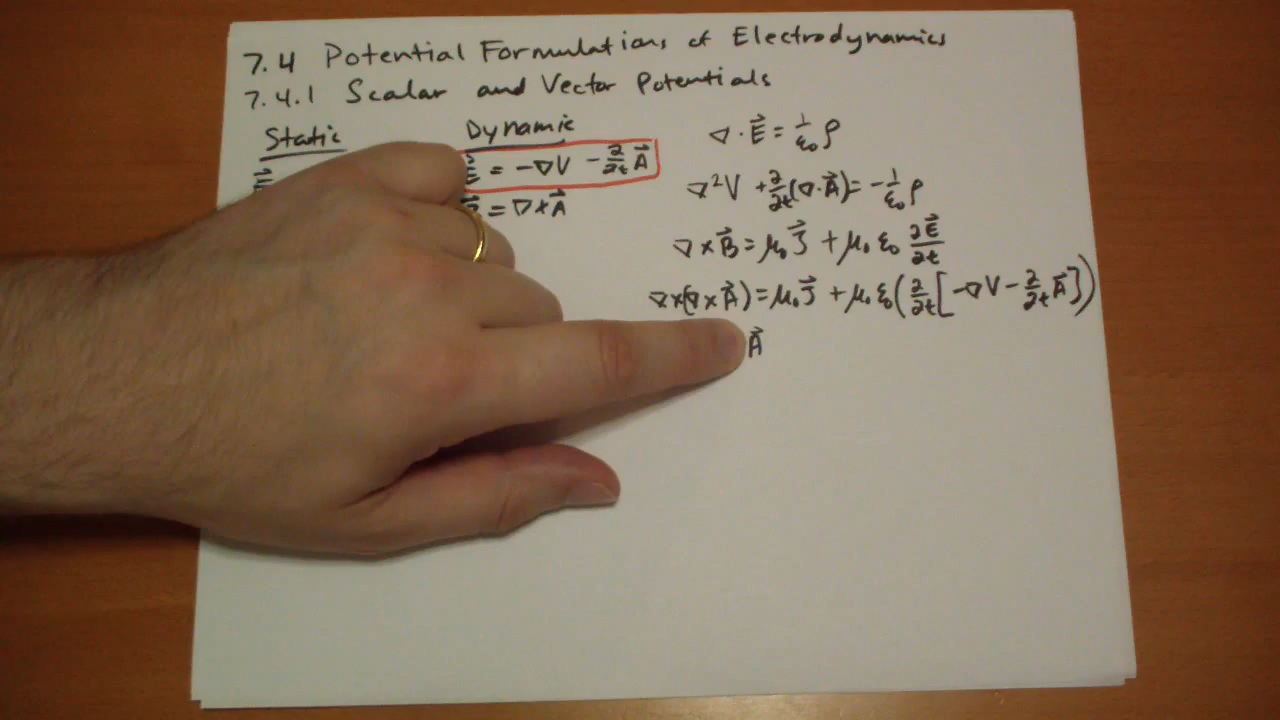 7.4 Potential Formulations of Electrodynamics
7.4.1 Scalar and Vector Potentials
Static
Dynamic
E⃗ = -∇V - ∂/∂t A⃗
B⃗ = ∇×A⃗
∇·E⃗ = 1/ε₀ ρ
∇²V + ∂/∂t(∇·A⃗) = -1/ε₀ ρ
∇×B⃗ = μ₀J⃗ + μ₀ε₀ ∂E⃗/∂t
∇×(∇×A⃗) = μ₀J⃗ + μ₀ε₀(∂/∂t[-∇V - ∂/∂t A⃗])
A⃗